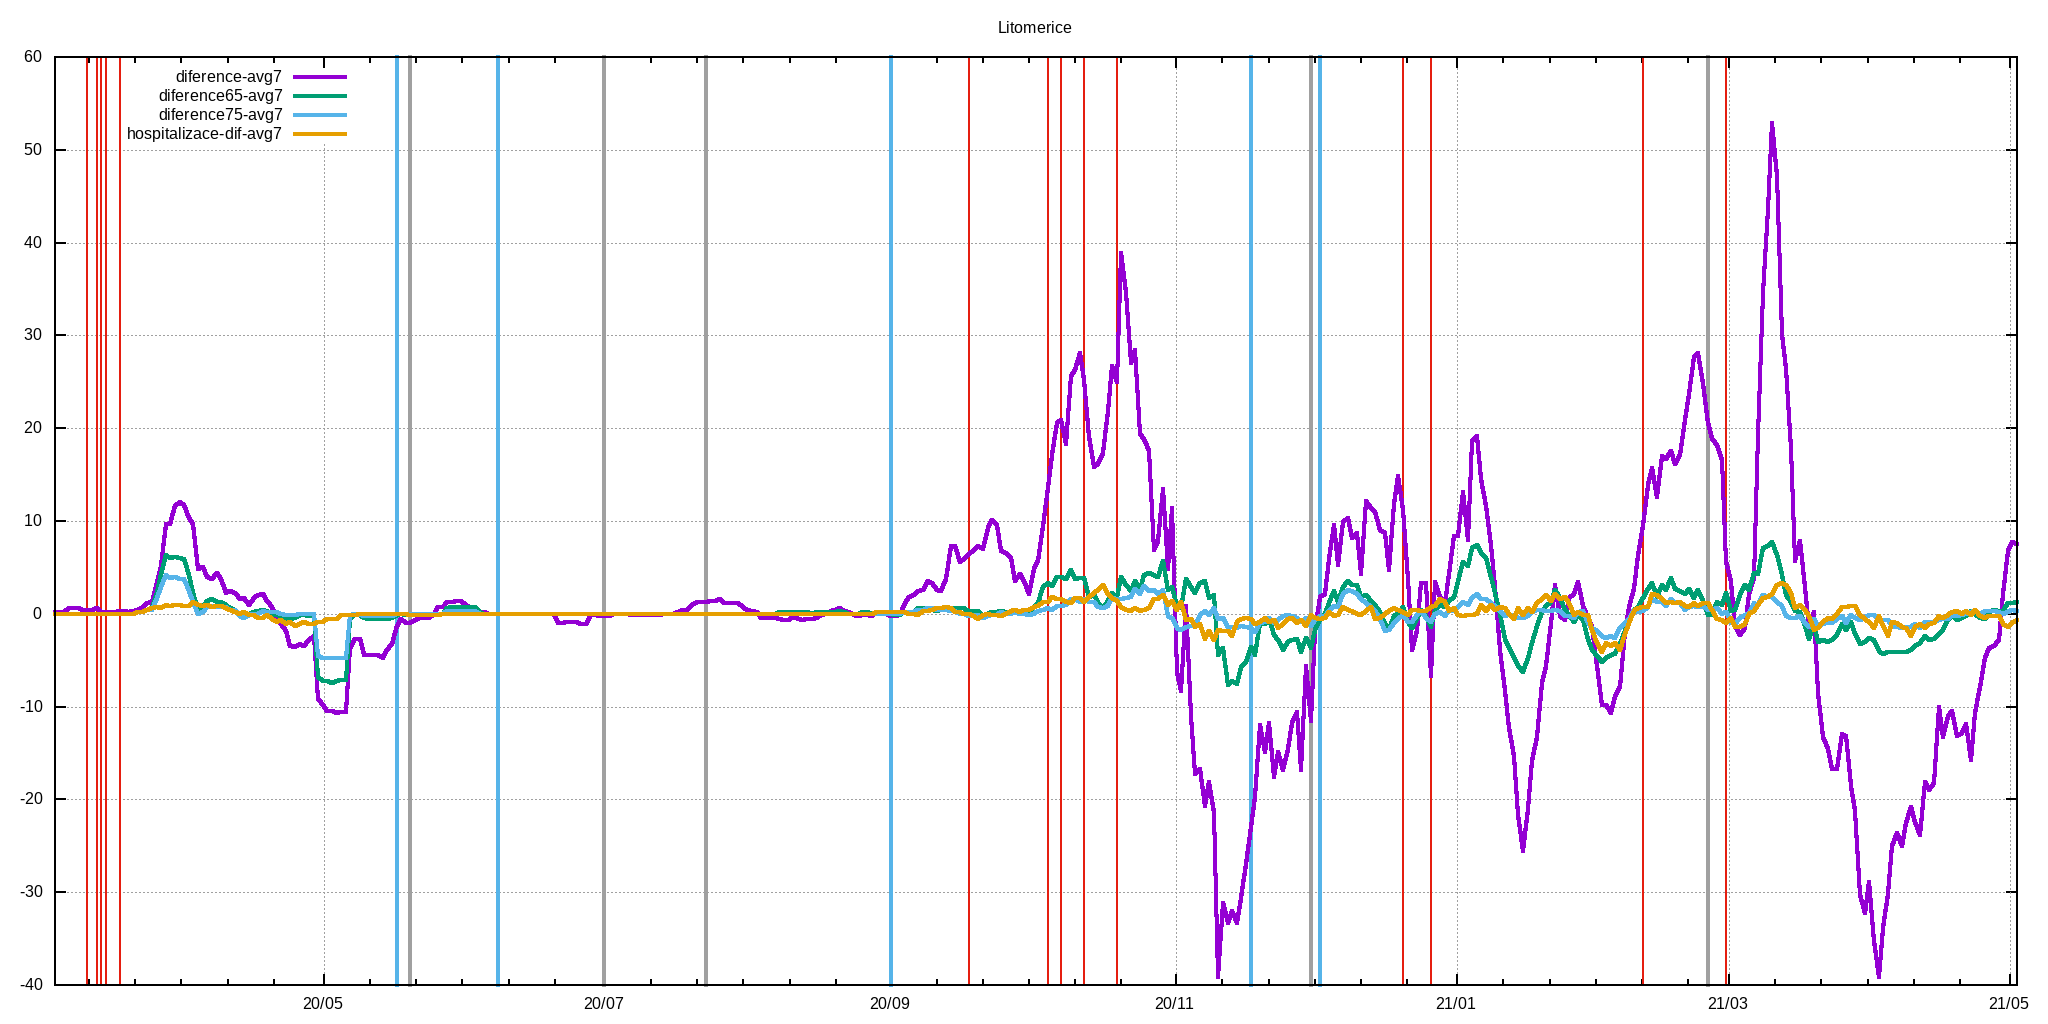 Litomerice
60
diference-avg7
diference65-avg7
diference75-avg7
hospitalizace-dif-avg7
50
40
30
20
10
0
-10
-20
-30
-40
20/05 20/07 20/09 20/11 21/01 21/03 21/05